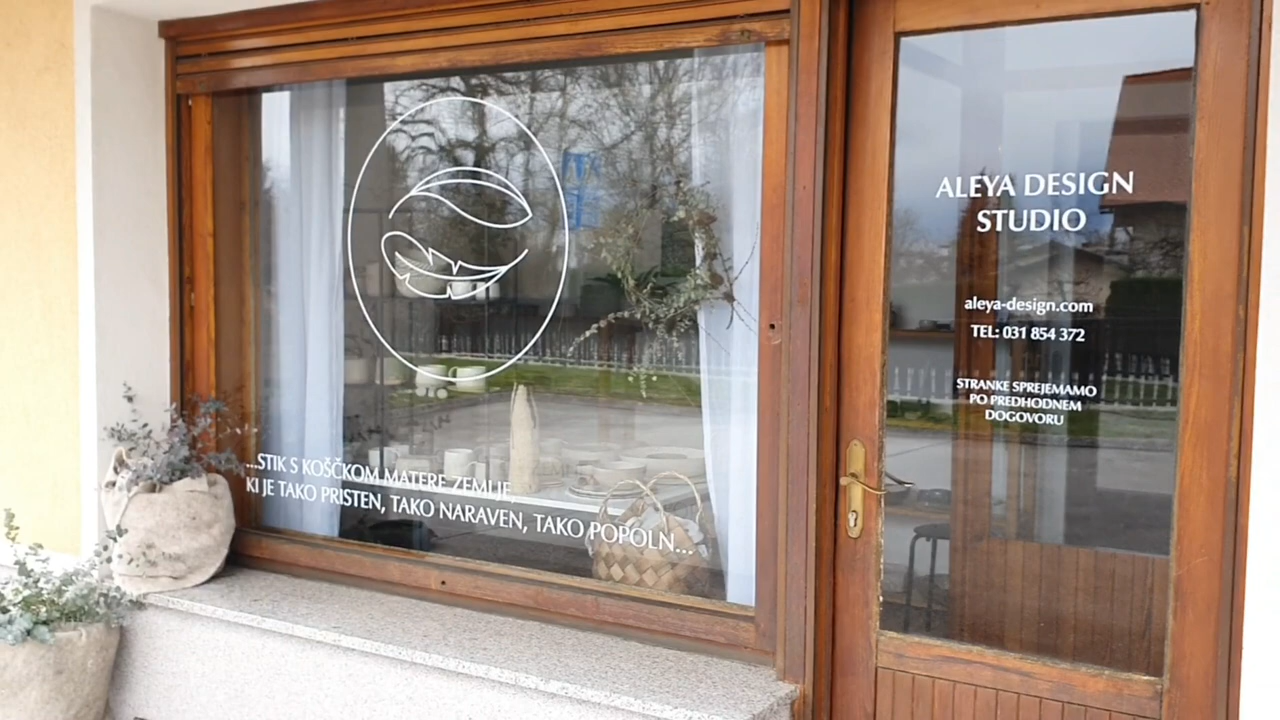 ...STIK S KOŠČKOM MATERE ZEMLJE,
KI JE TAKO PRISTEN, TAKO NARAVEN, TAKO POPOLN...
ALEYA DESIGN
STUDIO
aleya-design.com
TEL: 031 854 372
STRANKE SPREJEMAMO
PO PREDHODNEM
DOGOVORU